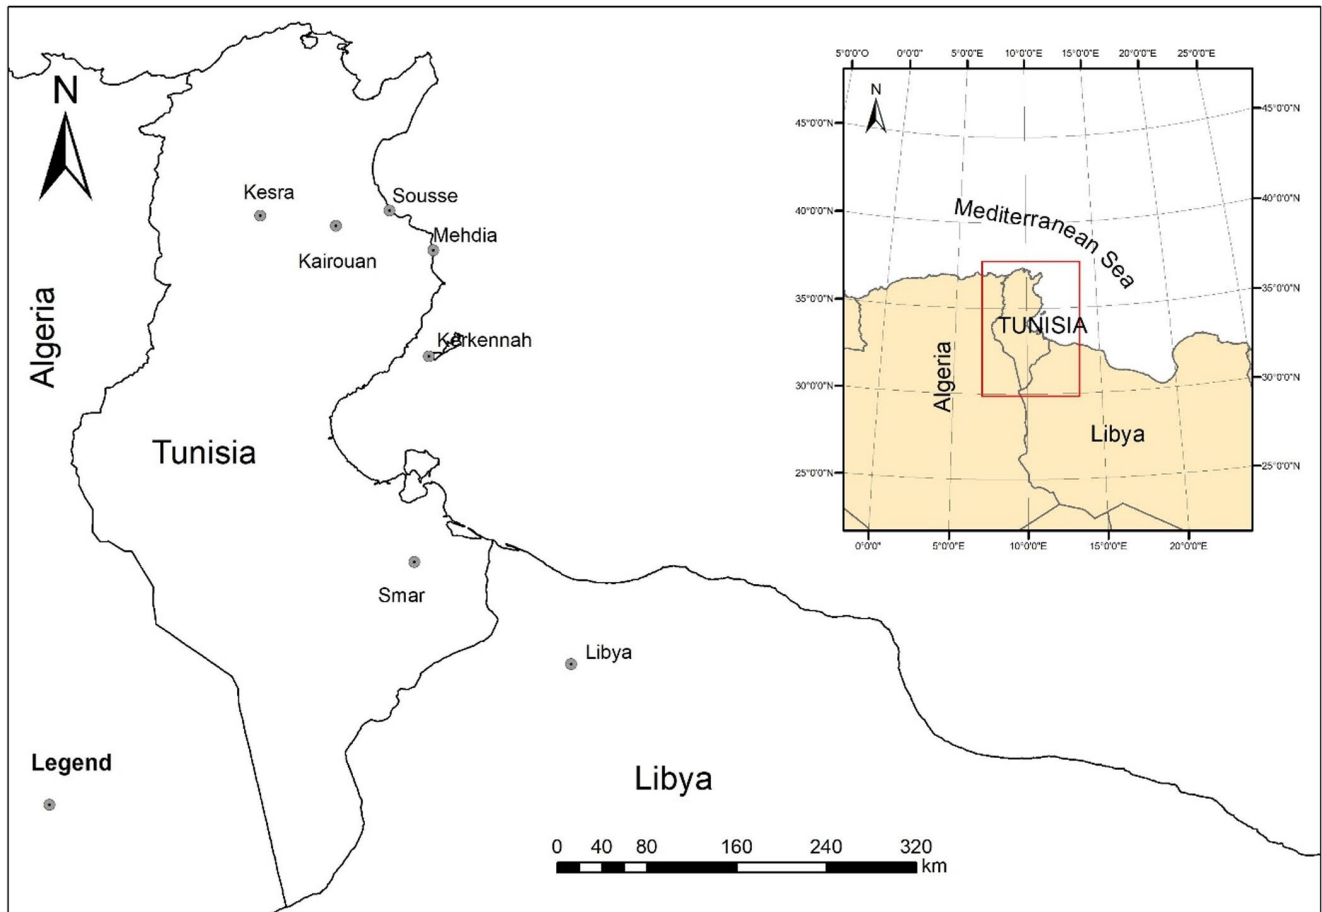 N
Kesra
Sousse
Kairouan
Mehdia
Kerkennah
Algeria
Tunisia
Smar
Libya
Libya
Legend
0 40 80 160 240 320
km
5°0'0"E 0°0'0" 5°0'0"E 10°0'0"E 15°0'0"E 20°0'0"E 25°0'0"E
N
45°0'0"N
45°0'0"N
40°0'0"N
40°0'0"N
Mediterranean Sea
35°0'0"N
35°0'0"N
TUNISIA
30°0'0"N
30°0'0"N
Algeria
Libya
25°0'0"N
25°0'0"N
0°0'0" 5°0'0"E 10°0'0"E 15°0'0"E 20°0'0"E